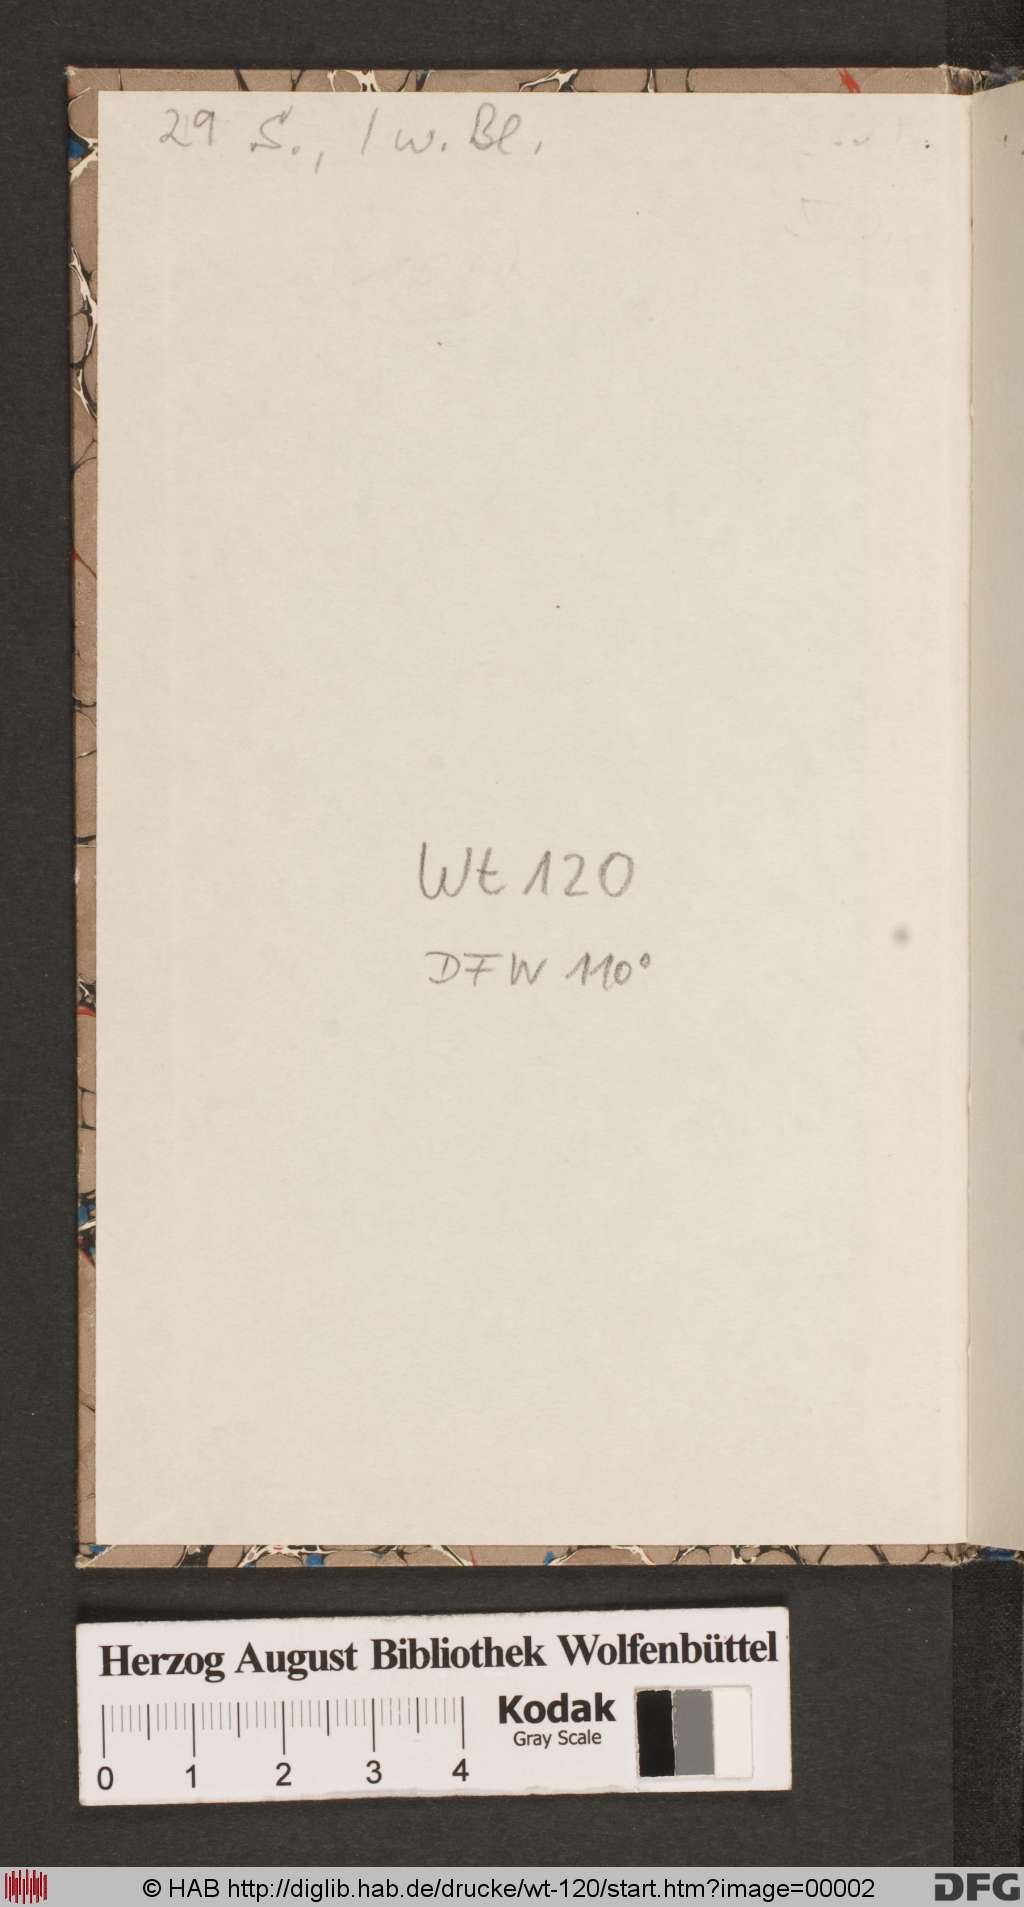 29 S., 1 w. Bl.
Wt 120
DFW 110°
Herzog August Bibliothek Wolfenbüttel
Kodak
Gray Scale
0 1 2 3 4
© HAB http://diglib.hab.de/drucke/wt-120/start.htm?image=00002
DFG